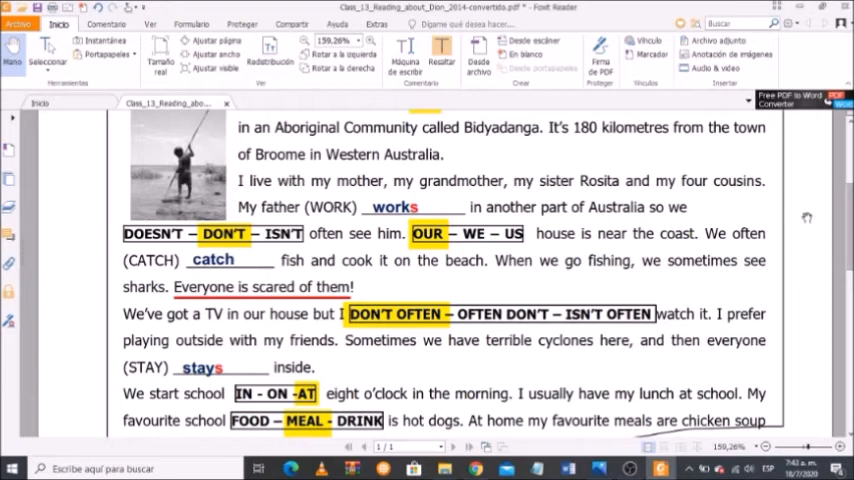 Class_13_Reading_about_Dion_2014-convertido.pdf * - Foxit Reader
Archivo Inicio Comentario Ver Formulario Proteger Compartir Ayuda Extras Dígame qué desea hacer... Buscar
Mano Seleccionar Instantánea Portapapeles Tamaño real Ajustar página Ajustar ancho Ajustar visible Redistribución 159,26% Rotar a la izquierda Rotar a la derecha Máquina de escribir Resaltar Desde archivo Desde escáner En blanco Desde portapapeles Firma de PDF Vínculo Marcador Archivo adjunto Anotación de imágenes Audio & video
Herramientas Ver Comentario Crear Proteger Vínculos Insertar
Inicio Class_13_Reading_abo... Free PDF to Word Converter
in an Aboriginal Community called Bidyadanga. It's 180 kilometres from the town
of Broome in Western Australia.
I live with my mother, my grandmother, my sister Rosita and my four cousins.
My father (WORK) works in another part of Australia so we
DOESN'T – DON'T – ISN'T often see him. OUR – WE – US house is near the coast. We often
(CATCH) catch fish and cook it on the beach. When we go fishing, we sometimes see
sharks. Everyone is scared of them!
We've got a TV in our house but I DON'T OFTEN – OFTEN DON'T – ISN'T OFTEN watch it. I prefer
playing outside with my friends. Sometimes we have terrible cyclones here, and then everyone
(STAY) stays inside.
We start school IN - ON -AT eight o'clock in the morning. I usually have my lunch at school. My
favourite school FOOD – MEAL - DRINK is hot dogs. At home my favourite meals are chicken soup
1 / 1 159,26%
Escribe aquí para buscar ESP 7:43 a. m.
18/7/2020